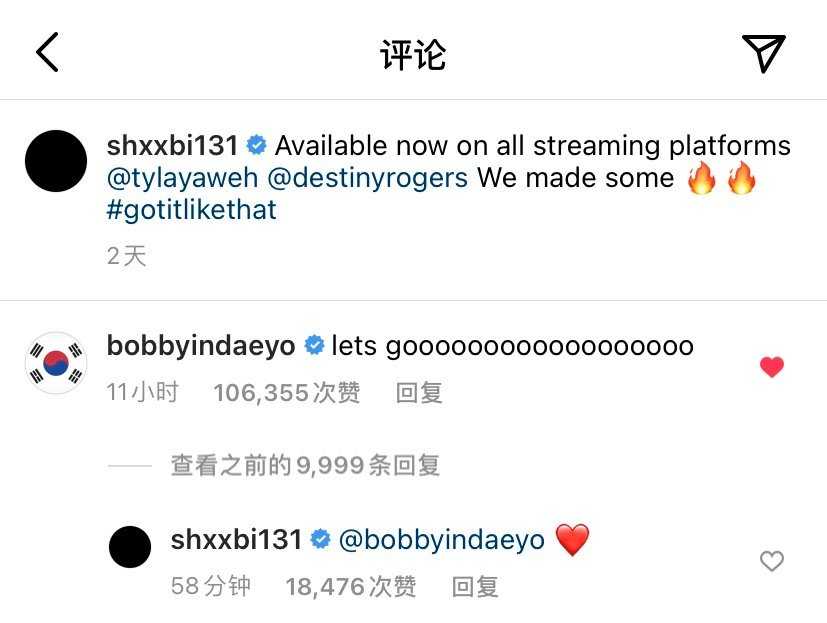 评论
shxxbi131 Available now on all streaming platforms
@tylayaweh @destinyrogers We made some 🔥🔥
#gotitlikethat
2天
bobbyindaeyo lets goooooooooooooooooo
11小时 106,355次赞 回复
查看之前的9,999条回复
shxxbi131 @bobbyindaeyo ❤️
58分钟 18,476次赞 回复